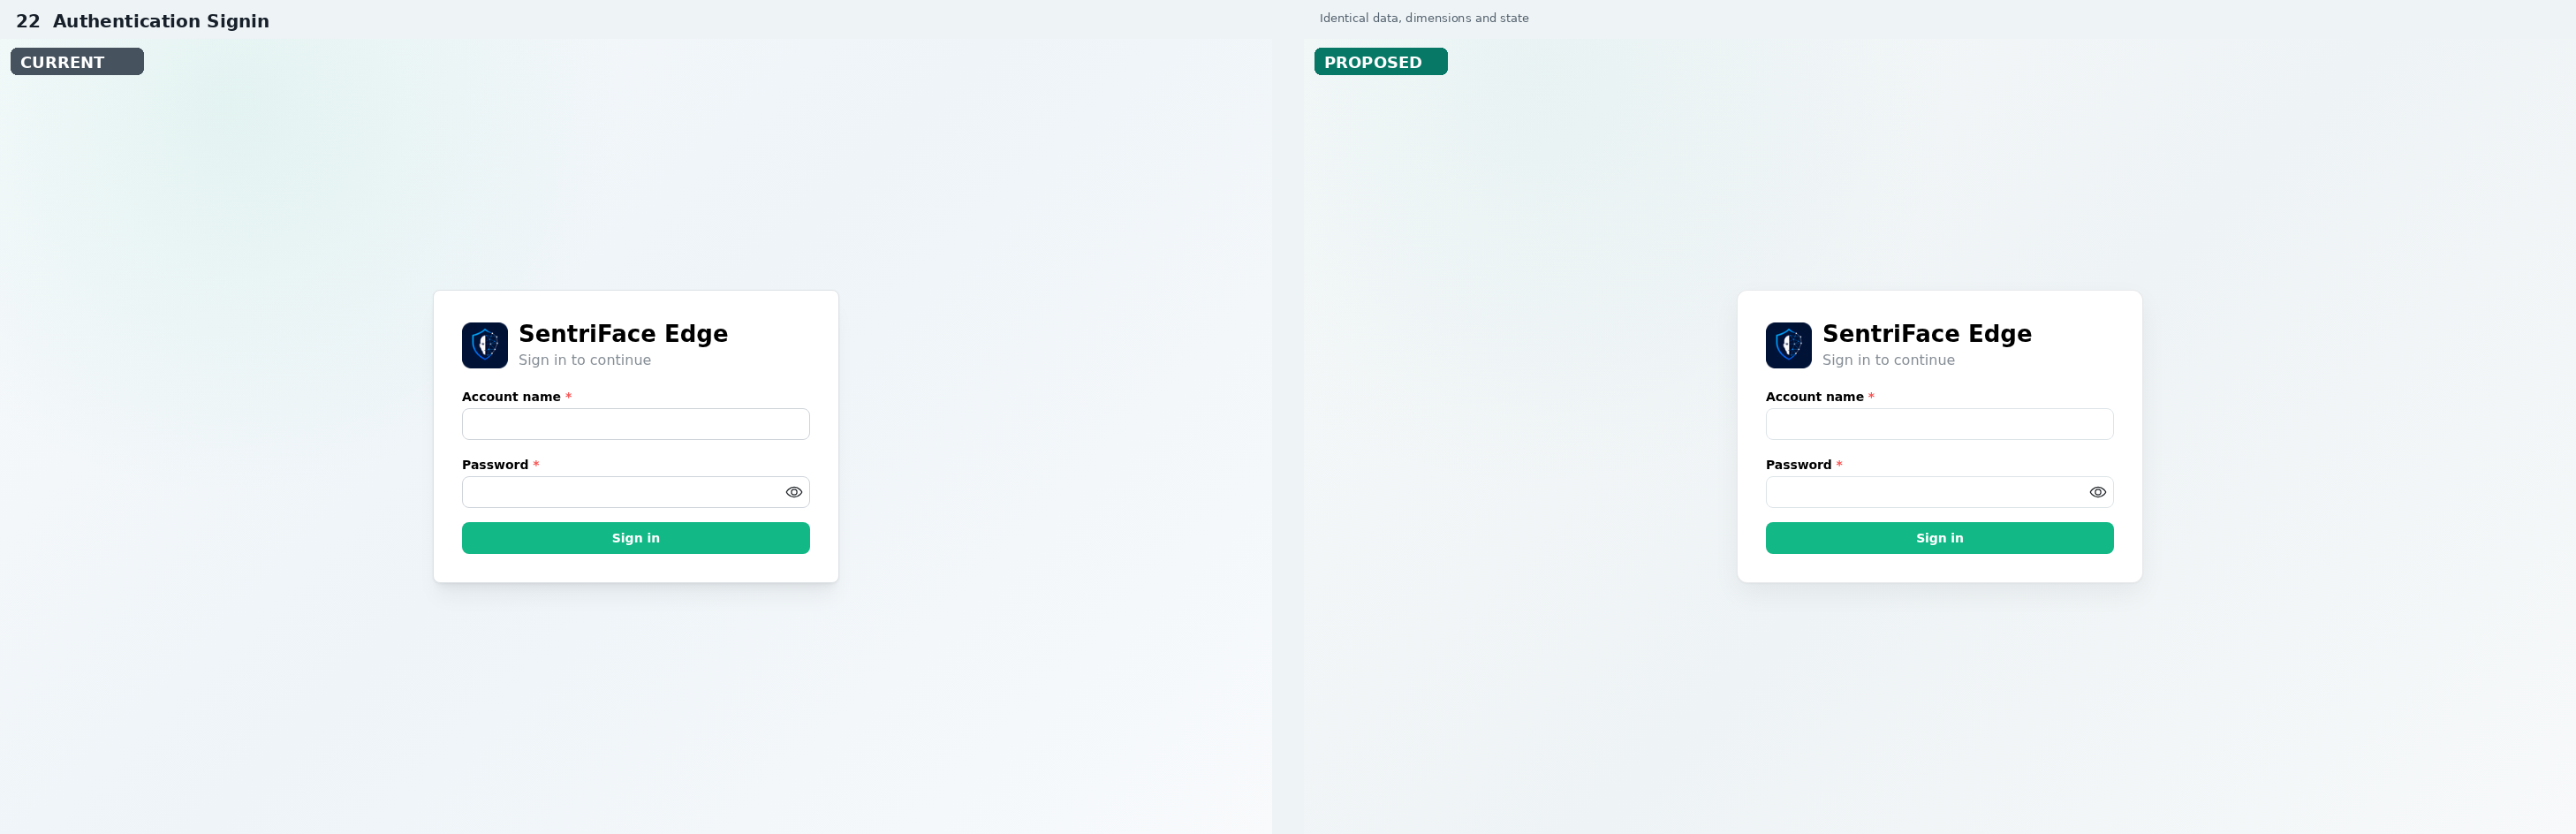 22 Authentication Signin
Identical data, dimensions and state
CURRENT
SentriFace Edge
Sign in to continue
Account name *
Password *
Sign in
PROPOSED
SentriFace Edge
Sign in to continue
Account name *
Password *
Sign in